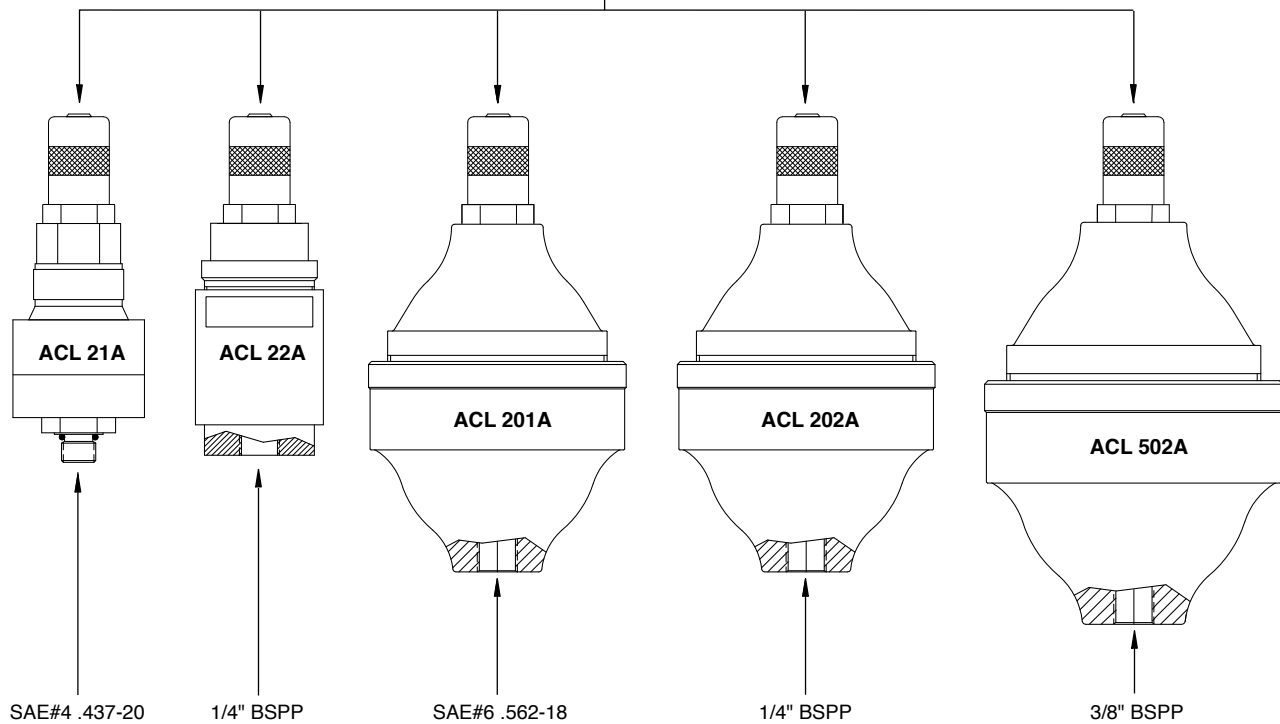 ACL 21A
ACL 22A
ACL 201A
ACL 202A
ACL 502A
SAE#4 .437-20
1/4" BSPP
SAE#6 .562-18
1/4" BSPP
3/8" BSPP